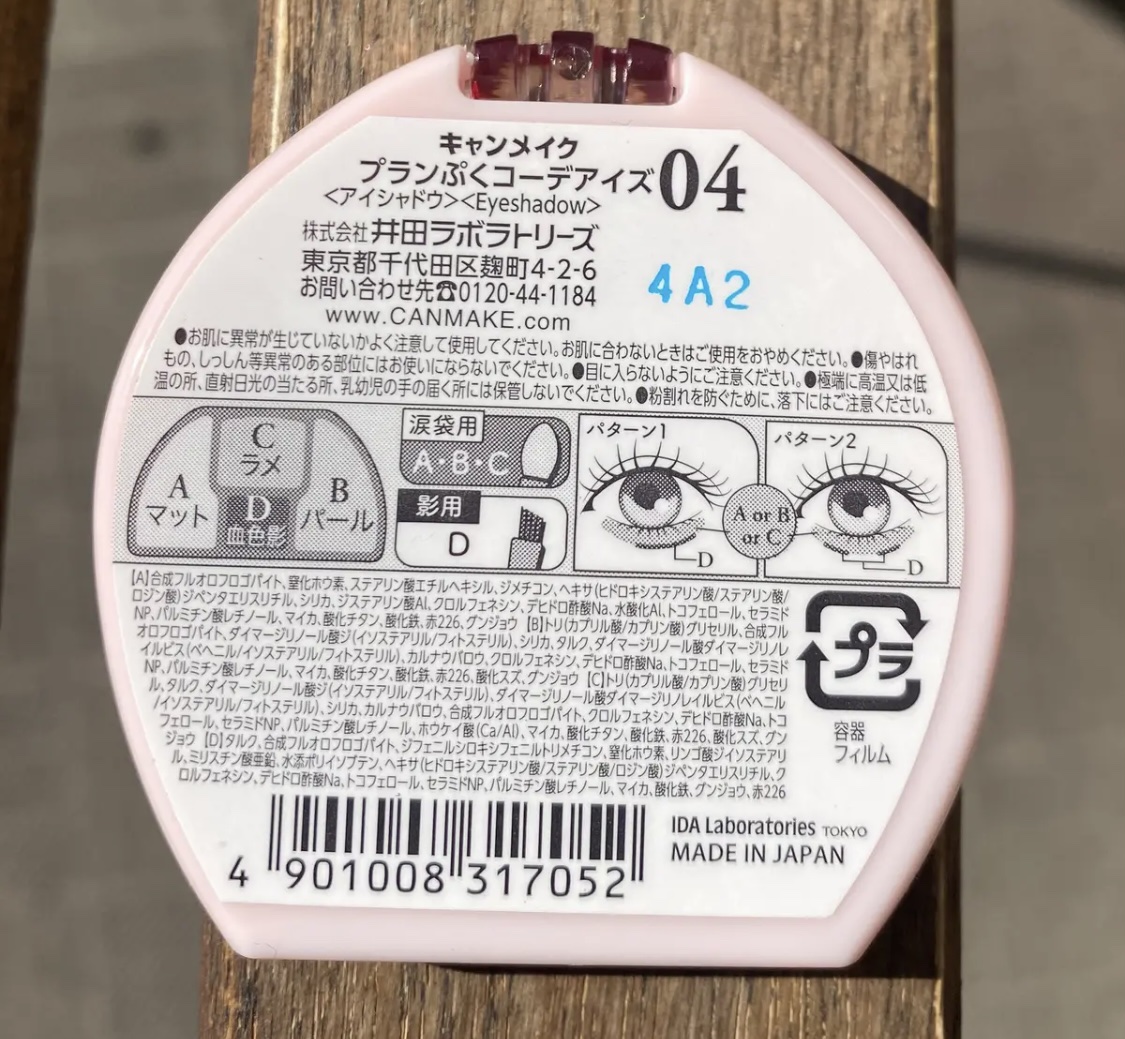 キャンメイク
プランぷくコーデアイズ 04
<アイシャドウ><Eyeshadow>
株式会社 井田ラボラトリーズ
東京都千代田区麹町4-2-6
お問い合わせ先☎0120-44-1184
www.CANMAKE.com
4A2
●お肌に異常が生じていないかよく注意して使用してください。お肌に合わないときはご使用をおやめください。●傷やはれ
もの、しっしん等異常のある部位にはお使いにならないでください。●目に入らないようにご注意ください。●極端に高温又は低
温の所、直射日光の当たる所、乳幼児の手の届く所には保管しないでください。●粉割れを防ぐために、落下にはご注意ください。
A
マット
C
ラメ
D
血色影
B
パール
涙袋用
A・B・C
影用
D
パターン1
D
A or B
or C
パターン2
D
【A】合成フルオロフロゴパイト、窒化ホウ素、ステアリン酸エチルヘキシル、ジメチコン、ヘキサ(ヒドロキシステアリン酸/ステアリン酸/
ロジン酸)ジペンタエリスリチル、シリカ、ジステアリン酸Al、クロルフェネシン、デヒドロ酢酸Na、水酸化Al、トコフェロール、セラミド
NP、パルミチン酸レチノール、マイカ、酸化チタン、酸化鉄、赤226、グンジョウ 【B】トリ(カプリル酸/カプリン酸)グリセリル、合成フル
オロフロゴパイト、ダイマージリノール酸ジ(イソステアリル/フィトステリル)、シリカ、タルク、ダイマージリノール酸ダイマージリノレ
イルビス(ベヘニル/イソステアリル/フィトステリル)、カルナウバロウ、クロルフェネシン、デヒドロ酢酸Na、トコフェロール、セラミド
NP、パルミチン酸レチノール、マイカ、酸化チタン、酸化鉄、赤226、酸化スズ、グンジョウ 【C】トリ(カプリル酸/カプリン酸)グリセリ
ル、タルク、ダイマージリノール酸ジ(イソステアリル/フィトステリル)、ダイマージリノール酸ダイマージリノレイルビス(ベヘニル
/イソステアリル/フィトステリル)、シリカ、カルナウバロウ、合成フルオロフロゴパイト、クロルフェネシン、デヒドロ酢酸Na、トコ
フェロール、セラミドNP、パルミチン酸レチノール、ホウケイ酸(Ca/Al)、マイカ、酸化チタン、酸化鉄、赤226、酸化スズ、グン
ジョウ 【D】タルク、合成フルオロフロゴパイト、ジフェニルシロキシフェニルトリメチコン、窒化ホウ素、リンゴ酸ジイソステアリ
ル、ミリスチン酸亜鉛、水添ポリイソブテン、ヘキサ(ヒドロキシステアリン酸/ステアリン酸/ロジン酸)ジペンタエリスリチル、ク
ロルフェネシン、デヒドロ酢酸Na、トコフェロール、セラミドNP、パルミチン酸レチノール、マイカ、酸化鉄、グンジョウ、赤226
プラ
容器
フィルム
4 901008 317052
IDA Laboratories TOKYO
MADE IN JAPAN